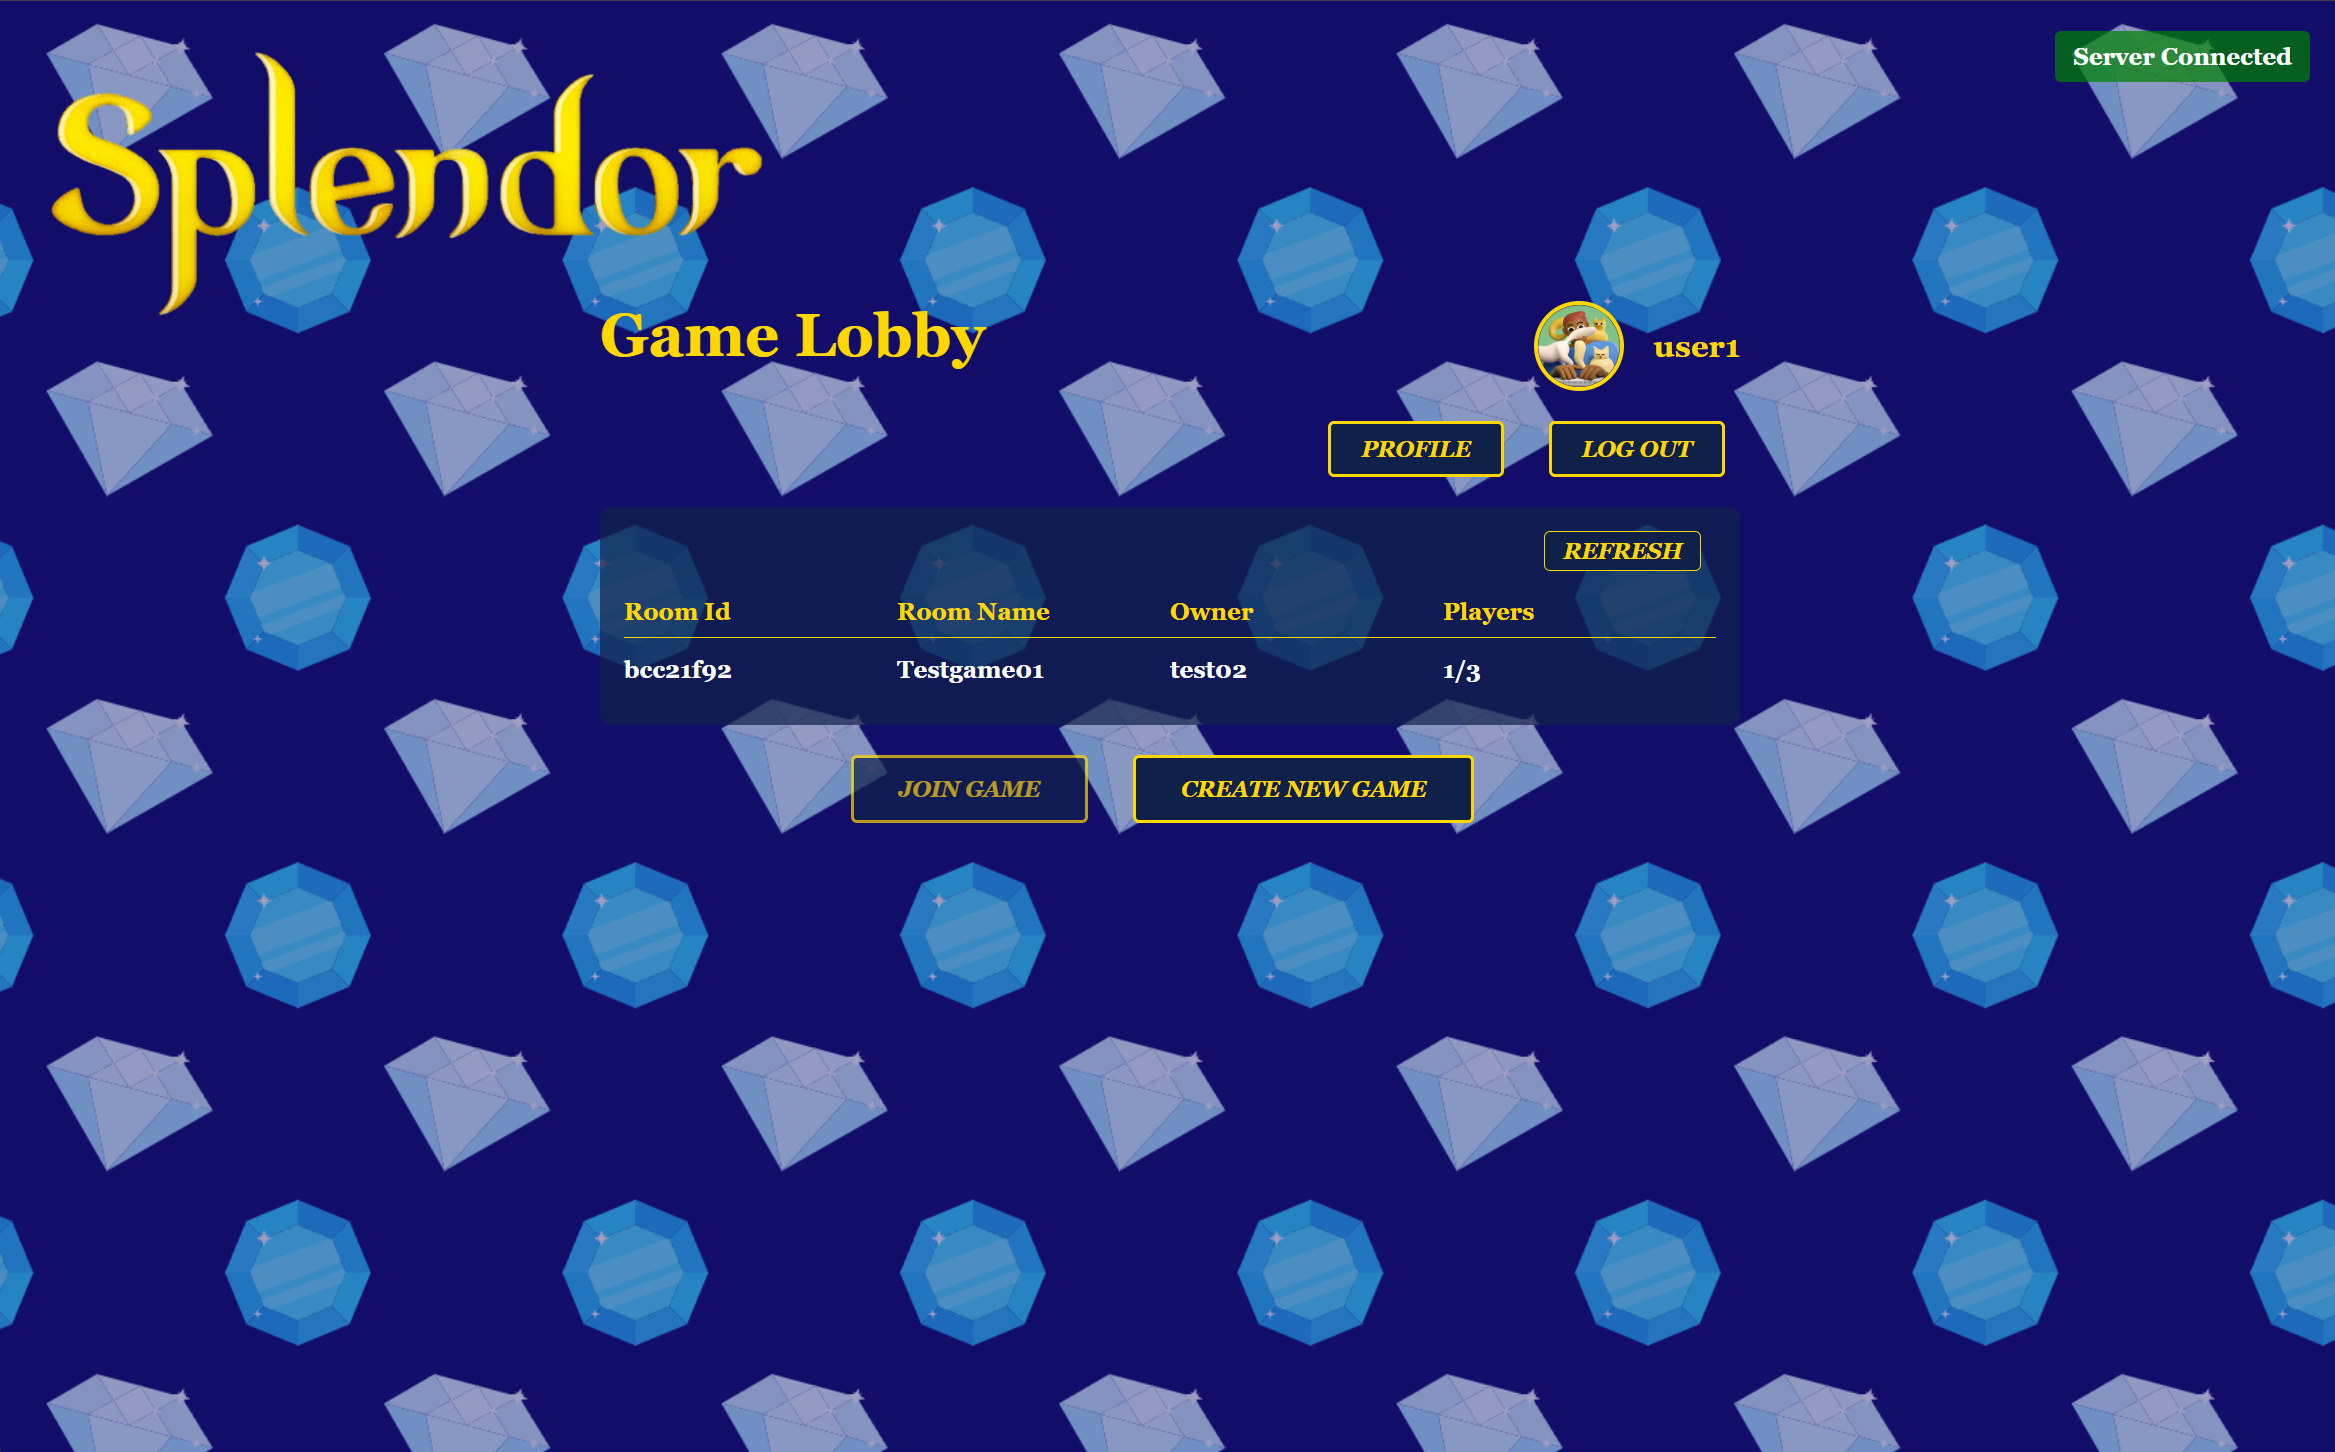 Server Connected
Splendor
Game Lobby
user1
PROFILE LOG OUT
REFRESH
Room Id Room Name Owner Players
bcc21f92 Testgame01 test02 1/3
JOIN GAME CREATE NEW GAME